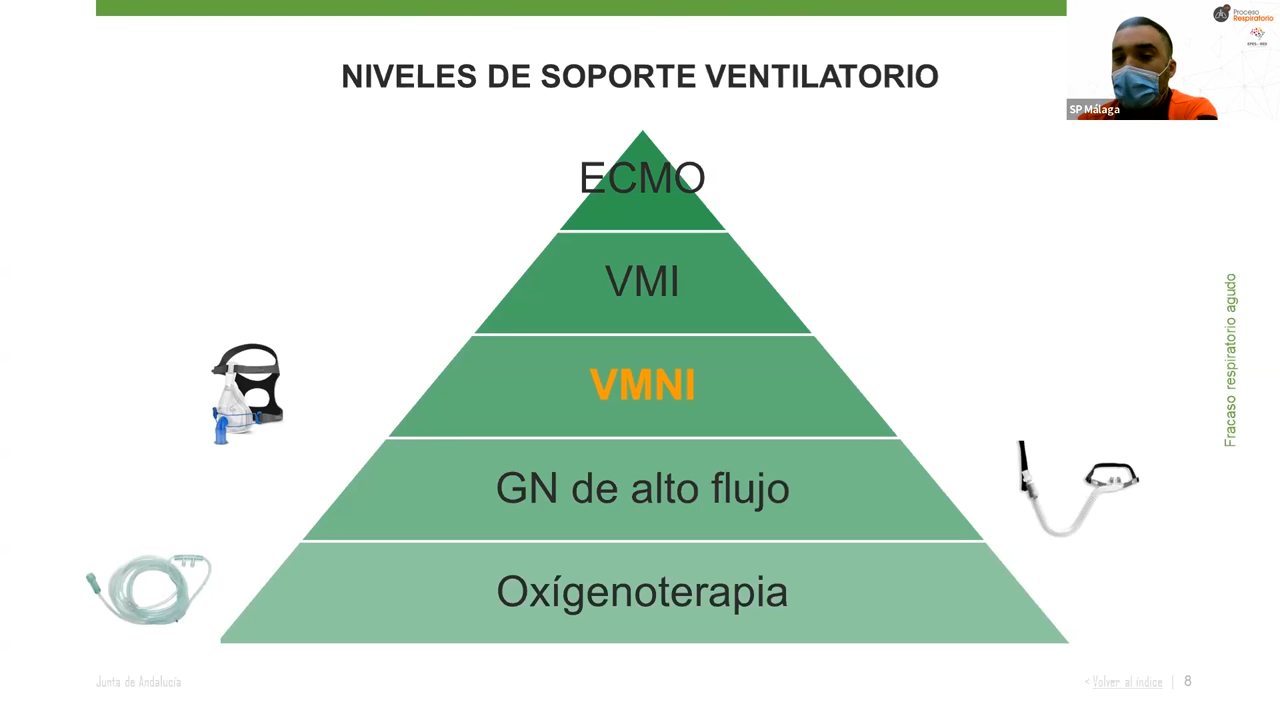 NIVELES DE SOPORTE VENTILATORIO
Proceso
Respiratorio
SP Málaga
ECMO
VMI
VMNI
GN de alto flujo
Oxígenoterapia
Fracaso respiratorio agudo
Junta de Andalucía
< Volver al índice | 8